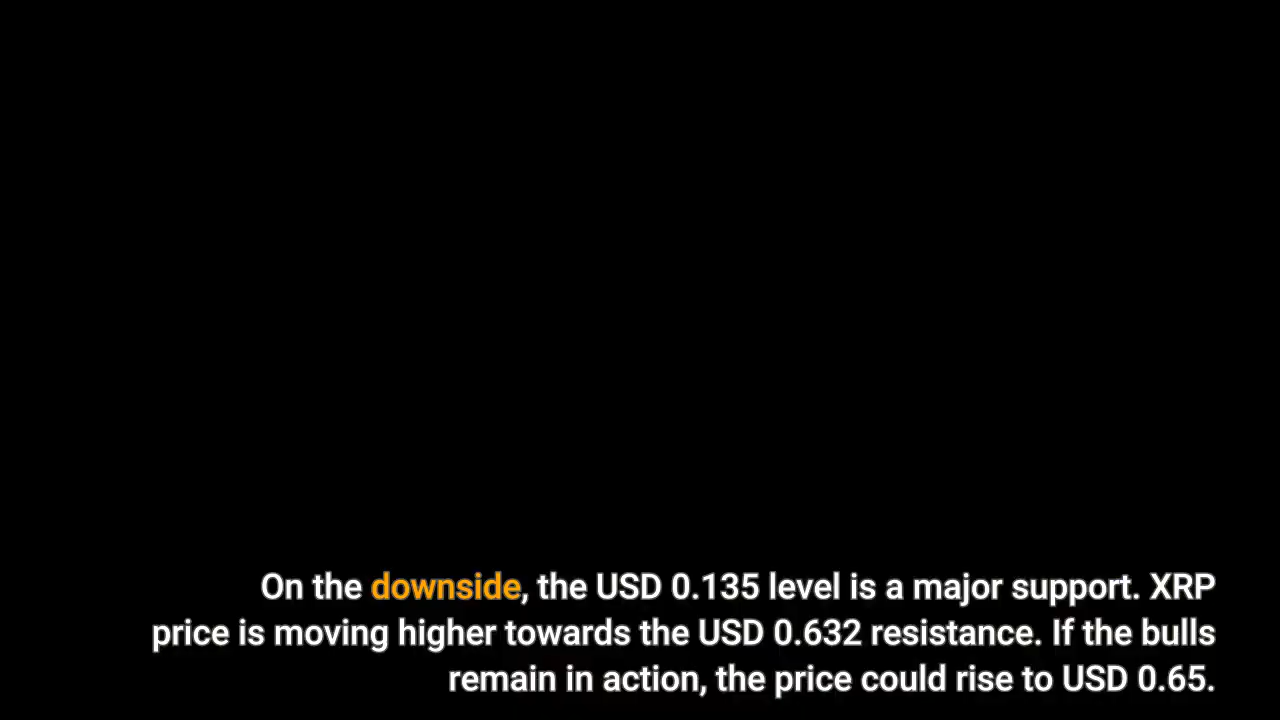 On the downside, the USD 0.135 level is a major support. XRP
price is moving higher towards the USD 0.632 resistance. If the bulls
remain in action, the price could rise to USD 0.65.